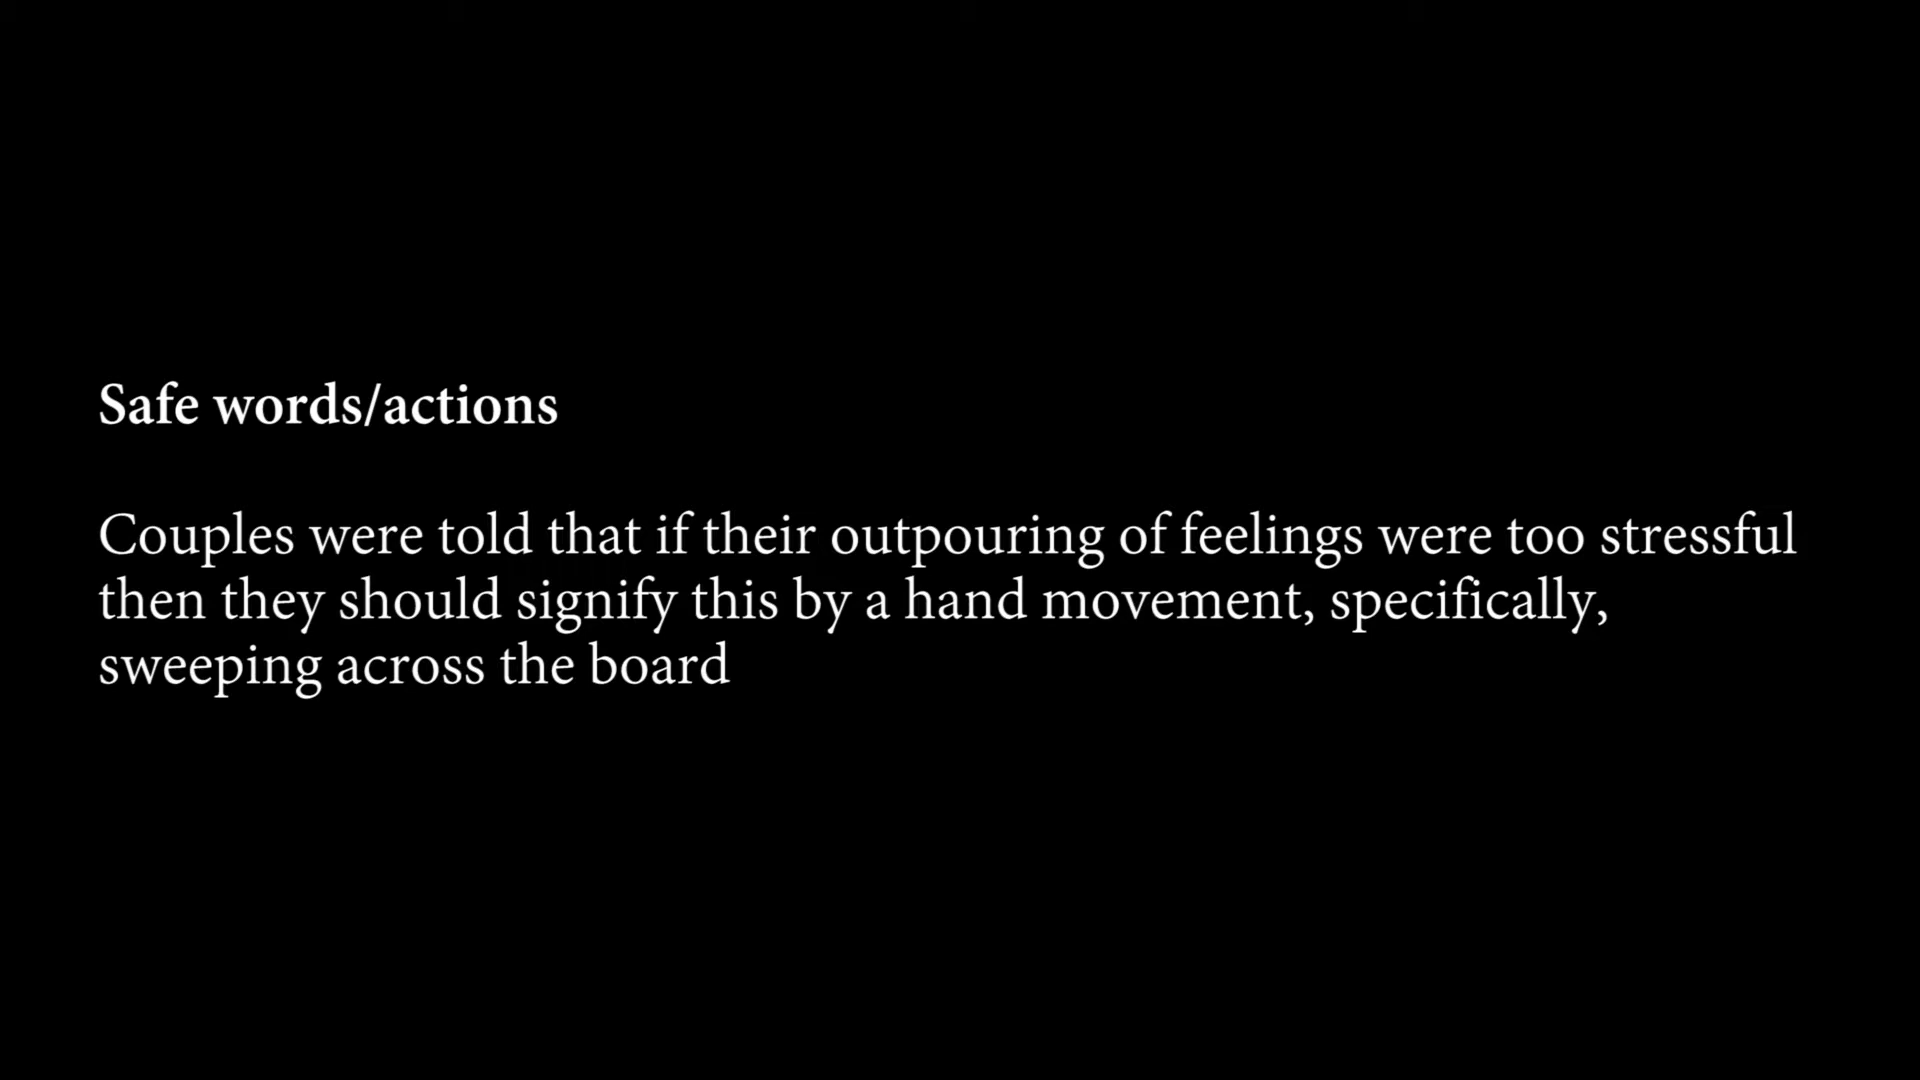 Safe words/actions
Couples were told that if their outpouring of feelings were too stressful
then they should signify this by a hand movement, specifically,
sweeping across the board